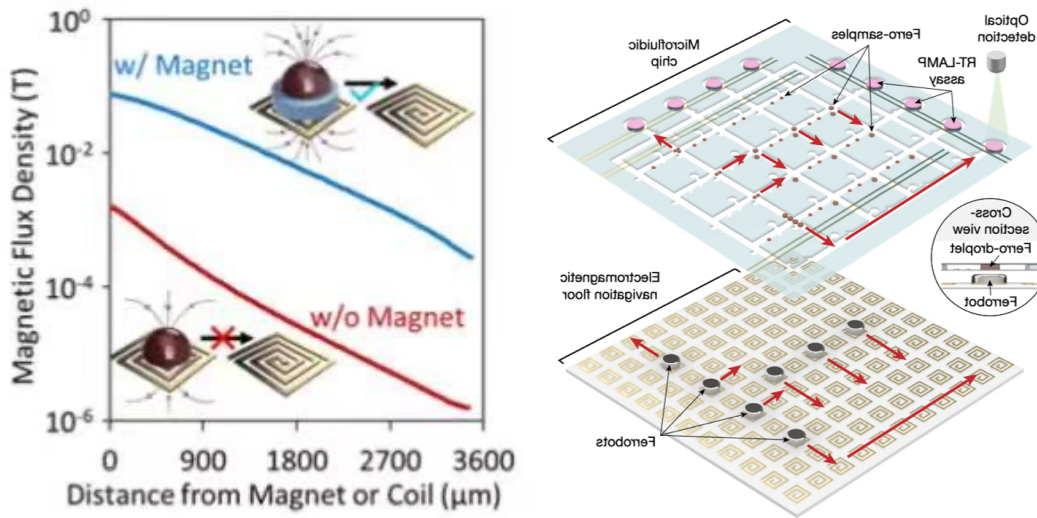 10⁰
10⁻²
10⁻⁴
10⁻⁶
Magnetic Flux Density (T)
w/ Magnet
w/o Magnet
0
900
1800
2700
3600
Distance from Magnet or Coil (μm)
Microfluidic
chip
Ferro-samples
RT-LAMP
assay
Optical
detection
Cross-
section view
Ferro-droplet
Ferrobot
Electromagnetic
navigation floor
Ferrobots